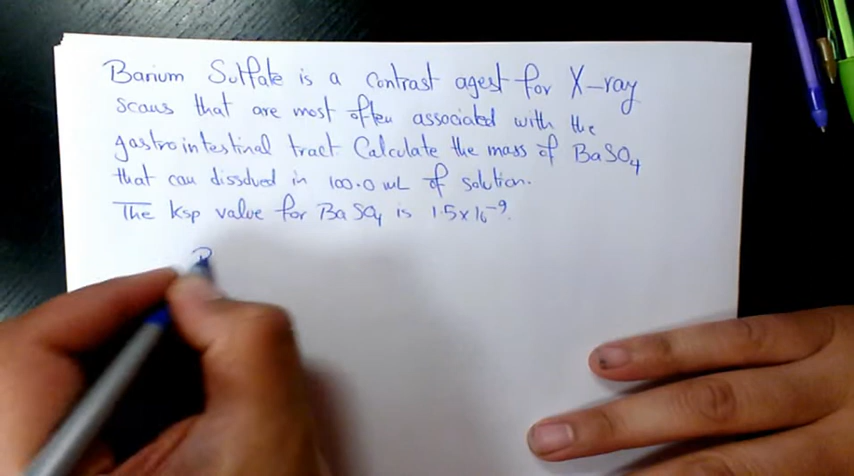 Barium Sulfate is a contrast agest for X-ray
scans that are most often associated with the
gastrointestinal tract. Calculate the mass of BaSO4
that can dissolved in 100.0 mL of solution.
The Ksp value for BaSO4 is 1.5x10-9.
B